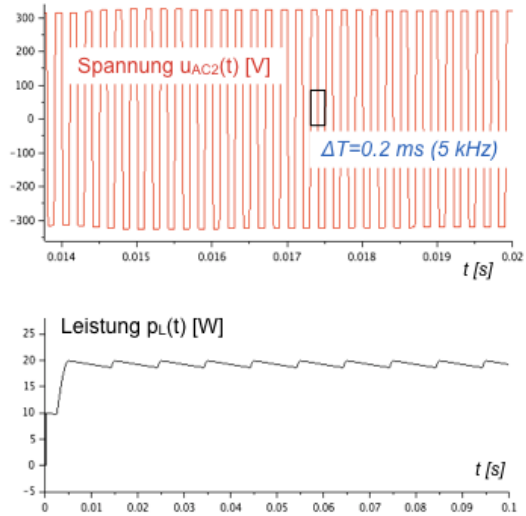 300
Spannung uAC2(t) [V]
200
100
0
ΔT=0.2 ms (5 kHz)
-100
-200
-300
0.014 0.015 0.016 0.017 0.018 0.019 0.02
t [s]
Leistung pL(t) [W]
25
20
15
10
5
0
t [s]
-5
0 0.01 0.02 0.03 0.04 0.05 0.06 0.07 0.08 0.09 0.1